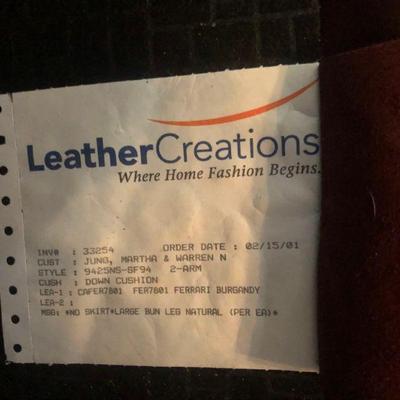 LeatherCreations
Where Home Fashion Begins.
INV# : 33254 ORDER DATE : 02/15/01
CUST : JUNG, MARTHA & WARREN N
STYLE : 9425NS-SF94 2-ARM
CUSH : DOWN CUSHION
LEA-1 : CAFER7801 FER7801 FERRARI BURGANDY
LEA-2 :
MSG: *NO SKIRT*LARGE BUN LEG NATURAL (PER EA)*